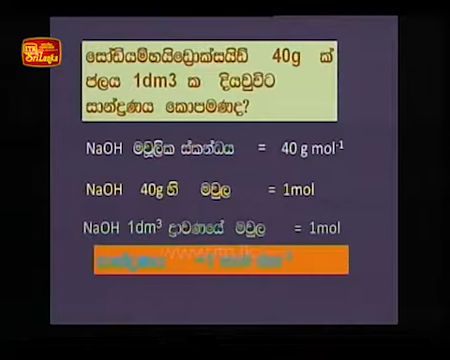 සෝඩියම්හයිඩ්‍රොක්සයිඩ් 40g ක්
ජලය 1dm3 ක දියවූවිට
සාන්ද්‍රණය කොපමණද?
NaOH මවුලික ස්කන්ධය = 40 g mol-1
NaOH 40g හි මවුල = 1mol
NaOH 1dm3 ද්‍රාවණයේ මවුල = 1mol
සාන්ද්‍රණය